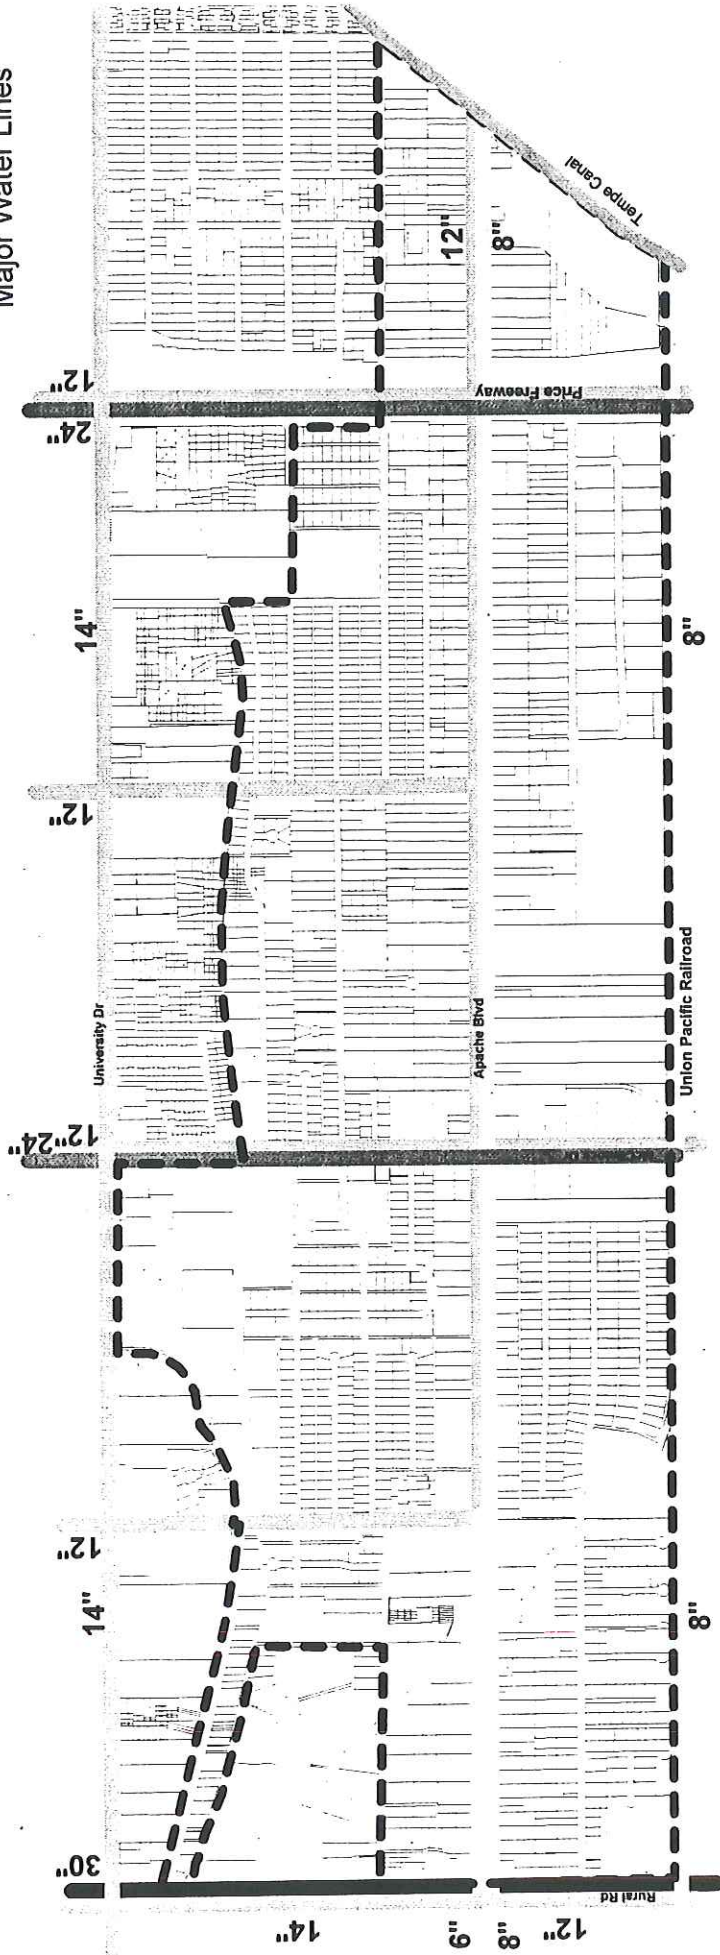 Major Water Lines
30"
14"
12"
12"
24"
12"
14"
24"
12"
University Dr
14"
6"
8"
12"
Rural Rd
Apache Blvd
Price Freeway
12"
8"
Tempe Canal
Union Pacific Railroad
8"
8"